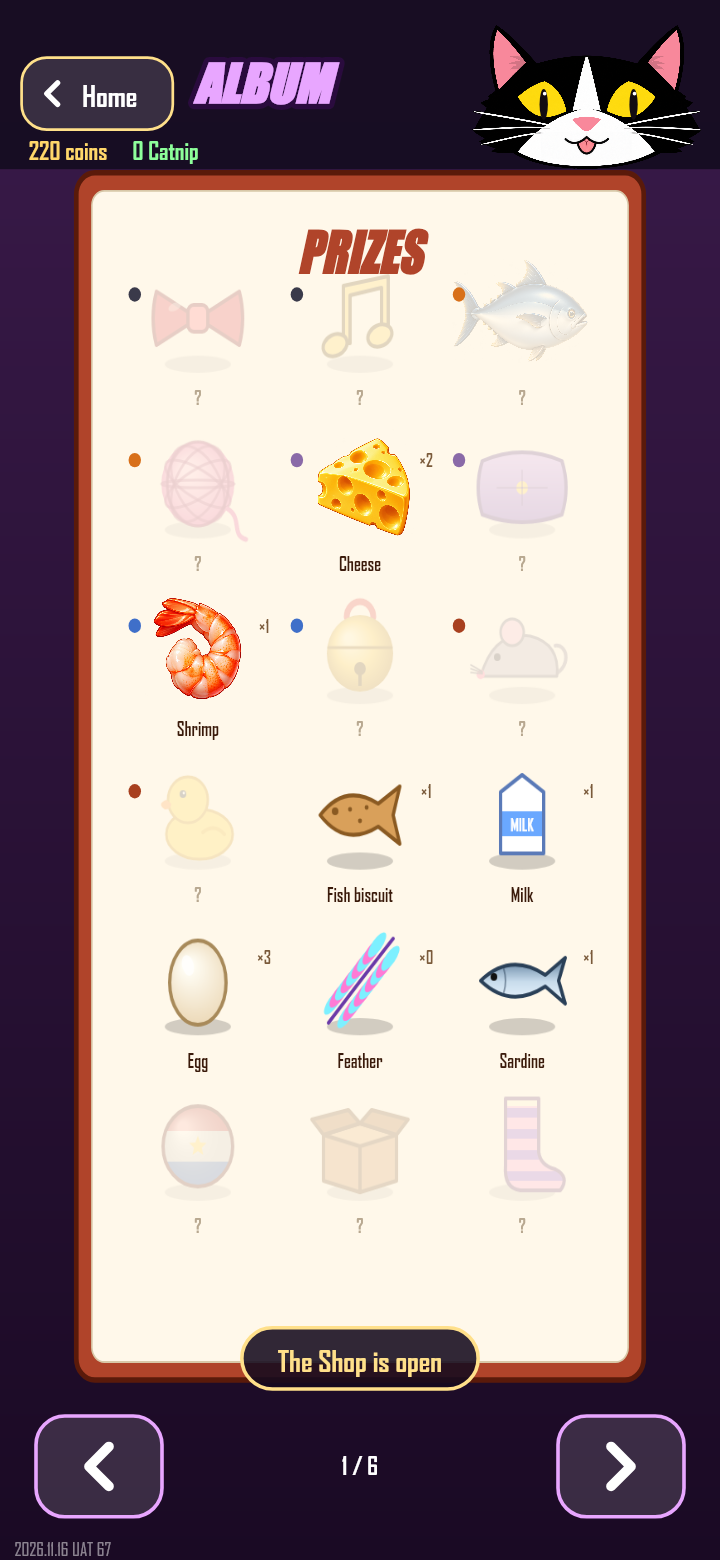 Home
ALBUM
220 coins 0 Catnip
PRIZES
? ? ?
×2
? Cheese ?
×1
Shrimp ? ?
×1 ×1
MILK
? Fish biscuit Milk
×3 ×0 ×1
Egg Feather Sardine
? ? ?
The Shop is open
1 / 6
2026.11.16 UAT 67